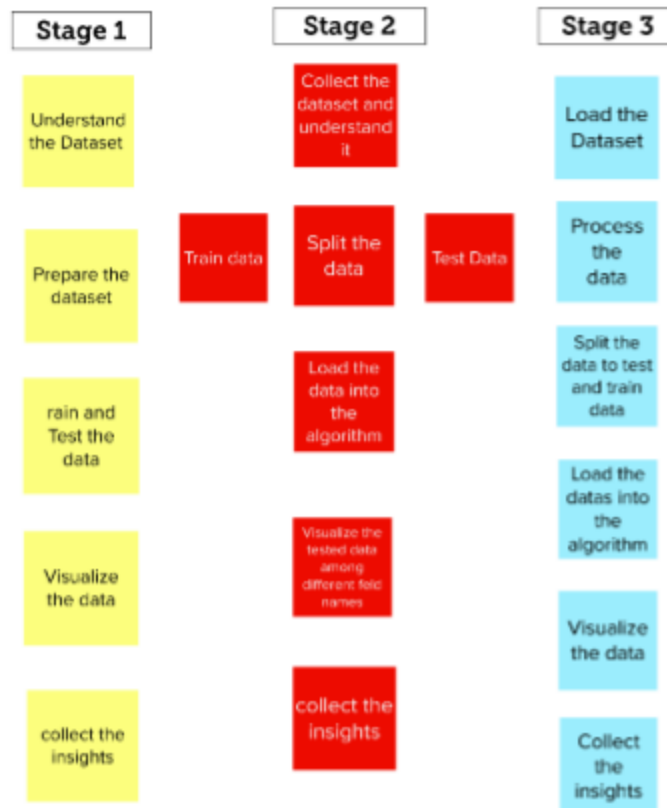 Stage 1
Understand
the Dataset
Prepare the
dataset
rain and
Test the
data
Visualize
the data
collect the
insights
Stage 2
Collect the
dataset and
understand
it
Train data
Split the
data
Test Data
Load the
data into
the
algorithm
Visualize the
tested data
among
different feild
names
collect the
insights
Stage 3
Load the
Dataset
Process
the
data
Split the
data to test
and train
data
Load the
datas into
the
algorithm
Visualize
the data
Collect
the
insights